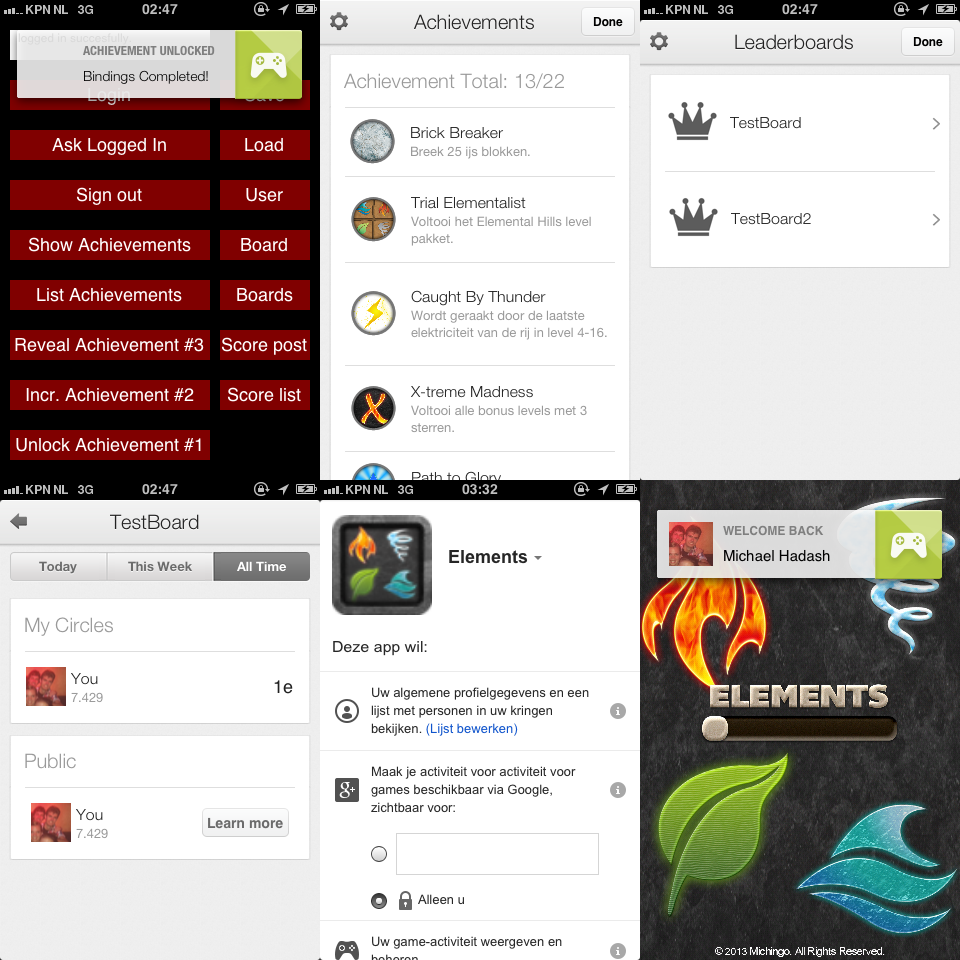 KPN NL 3G 02:47
logged in succesfully
ACHIEVEMENT UNLOCKED
Bindings Completed!
Login Save
Ask Logged In Load
Sign out User
Show Achievements Board
List Achievements Boards
Reveal Achievement #3 Score post
Incr. Achievement #2 Score list
Unlock Achievement #1
Achievements Done
Achievement Total: 13/22
Brick Breaker
Breek 25 ijs blokken.
Trial Elementalist
Voltooi het Elemental Hills level
pakket.
Caught By Thunder
Wordt geraakt door de laatste
elektriciteit van de rij in level 4-16.
X-treme Madness
Voltooi alle bonus levels met 3
sterren.
Path to Glory
KPN NL 3G 02:47
Leaderboards Done
TestBoard
TestBoard2
KPN NL 3G 02:47
TestBoard
Today This Week All Time
My Circles
You
7.429
1e
Public
You
7.429
Learn more
KPN NL 3G 03:32
Elements
Deze app wil:
Uw algemene profielgegevens en een
lijst met personen in uw kringen
bekijken. (Lijst bewerken)
Maak je activiteit voor activiteit voor
games beschikbaar via Google,
zichtbaar voor:
Alleen u
Uw game-activiteit weergeven en
beheren
WELCOME BACK
Michael Hadash
ELEMENTS
© 2013 Michingo. All Rights Reserved.